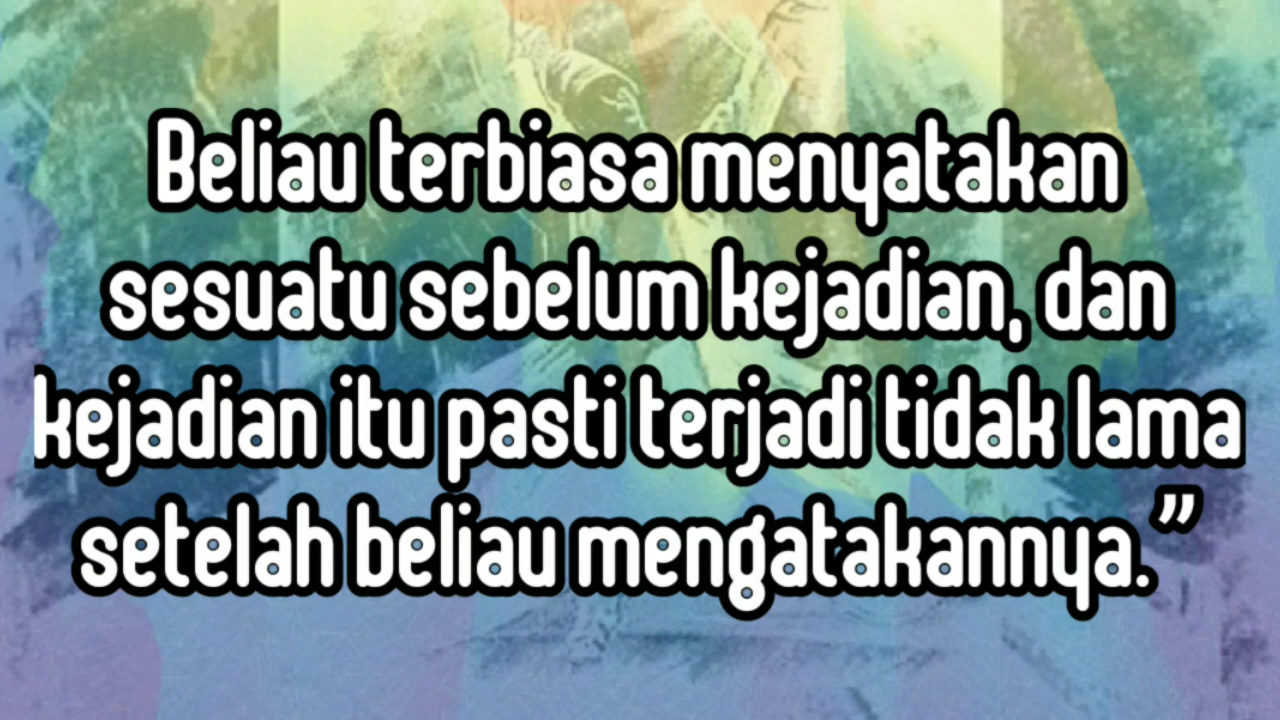 Beliau terbiasa menyatakan
sesuatu sebelum kejadian, dan
kejadian itu pasti terjadi tidak lama
setelah beliau mengatakannya.”